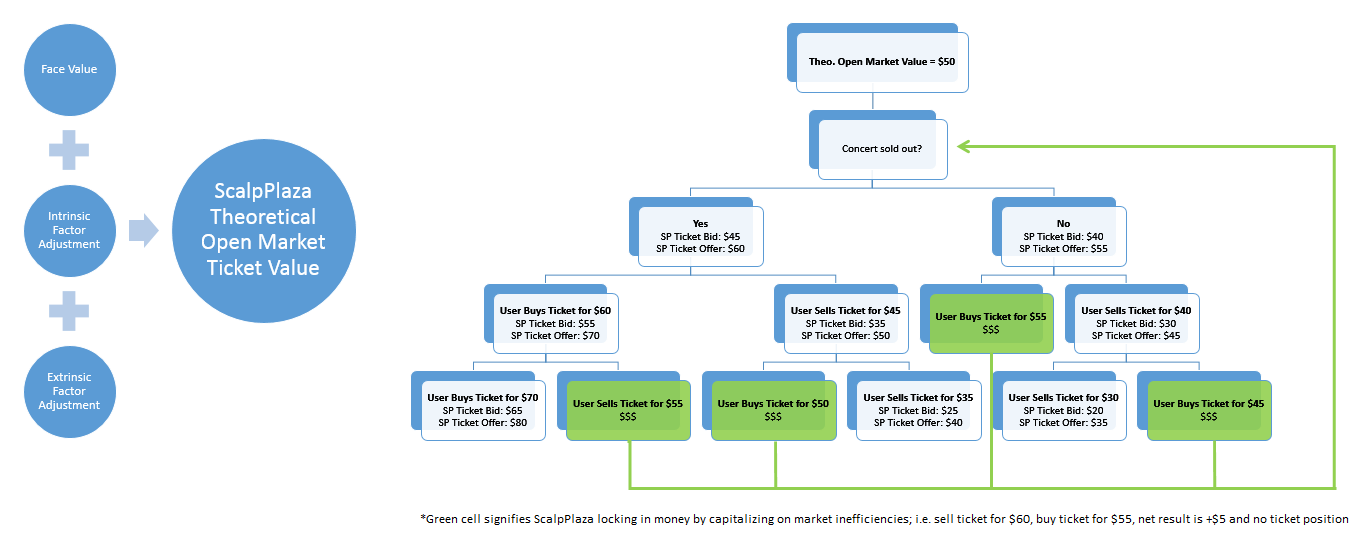 Face Value
Intrinsic
Factor
Adjustment
Extrinsic
Factor
Adjustment
ScalpPlaza
Theoretical
Open Market
Ticket Value
Theo. Open Market Value = $50
Concert sold out?
Yes
SP Ticket Bid: $45
SP Ticket Offer: $60
No
SP Ticket Bid: $40
SP Ticket Offer: $55
User Buys Ticket for $60
SP Ticket Bid: $55
SP Ticket Offer: $70
User Sells Ticket for $45
SP Ticket Bid: $35
SP Ticket Offer: $50
User Buys Ticket for $55
$$$
User Sells Ticket for $40
SP Ticket Bid: $30
SP Ticket Offer: $45
User Buys Ticket for $70
SP Ticket Bid: $65
SP Ticket Offer: $80
User Sells Ticket for $55
$$$
User Buys Ticket for $50
$$$
User Sells Ticket for $35
SP Ticket Bid: $25
SP Ticket Offer: $40
User Sells Ticket for $30
SP Ticket Bid: $20
SP Ticket Offer: $35
User Buys Ticket for $45
$$$
*Green cell signifies ScalpPlaza locking in money by capitalizing on market inefficiencies; i.e. sell ticket for $60, buy ticket for $55, net result is +$5 and no ticket position